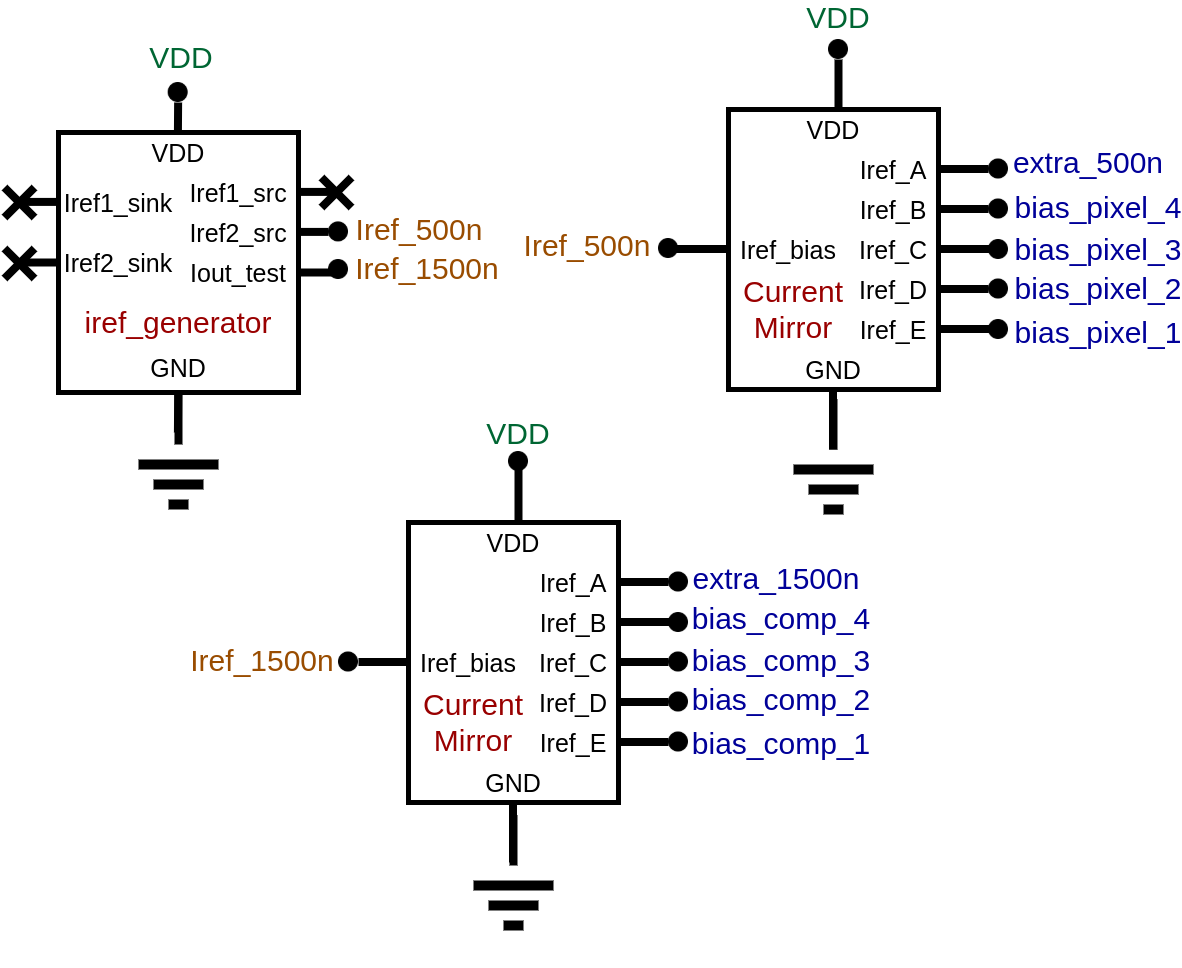 VDD
VDD
Iref1_sink
Iref1_src
Iref2_src
Iref_500n
Iref2_sink
Iout_test
Iref_1500n
iref_generator
GND
VDD
VDD
Iref_A
extra_500n
Iref_B
bias_pixel_4
Iref_500n
Iref_bias
Iref_C
bias_pixel_3
Current
Mirror
Iref_D
bias_pixel_2
Iref_E
bias_pixel_1
GND
VDD
VDD
Iref_A
extra_1500n
Iref_B
bias_comp_4
Iref_1500n
Iref_bias
Iref_C
bias_comp_3
Current
Mirror
Iref_D
bias_comp_2
Iref_E
bias_comp_1
GND